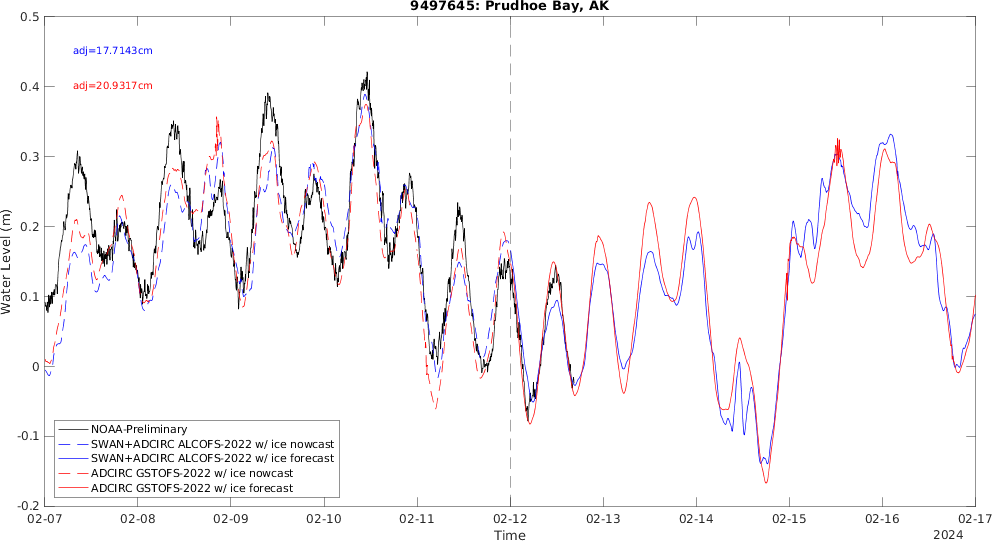 9497645: Prudhoe Bay, AK
0.5
adj=17.7143cm
0.4
adj=20.9317cm
0.3
0.2
Water Level (m)
0.1
0
-0.1
NOAA-Preliminary
SWAN+ADCIRC ALCOFS-2022 w/ ice nowcast
SWAN+ADCIRC ALCOFS-2022 w/ ice forecast
ADCIRC GSTOFS-2022 w/ ice nowcast
ADCIRC GSTOFS-2022 w/ ice forecast
-0.2
02-07 02-08 02-09 02-10 02-11 02-12 02-13 02-14 02-15 02-16 02-17
Time
2024